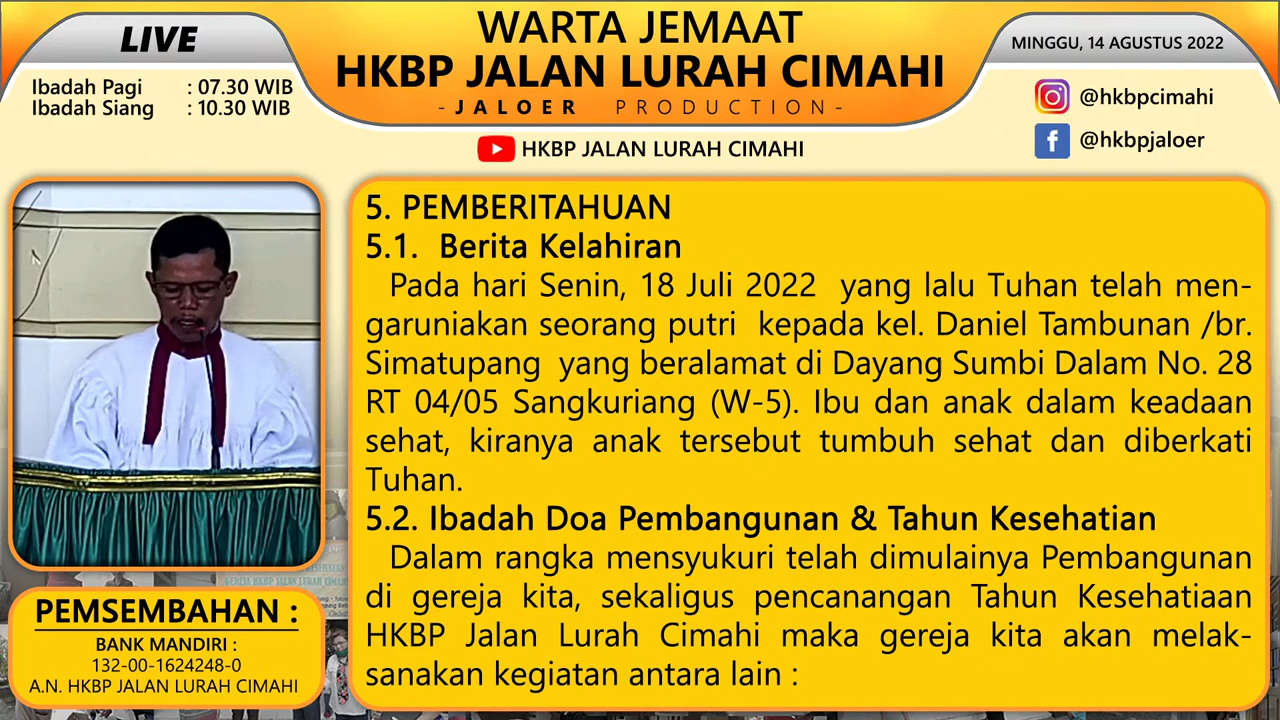 LIVE
WARTA JEMAAT
HKBP JALAN LURAH CIMAHI
- JALOER PRODUCTION -
MINGGU, 14 AGUSTUS 2022
Ibadah Pagi : 07.30 WIB
Ibadah Siang : 10.30 WIB
HKBP JALAN LURAH CIMAHI
@hkbpcimahi
@hkbpjaloer
5. PEMBERITAHUAN
5.1. Berita Kelahiran
Pada hari Senin, 18 Juli 2022 yang lalu Tuhan telah men-
garuniakan seorang putri kepada kel. Daniel Tambunan /br.
Simatupang yang beralamat di Dayang Sumbi Dalam No. 28
RT 04/05 Sangkuriang (W-5). Ibu dan anak dalam keadaan
sehat, kiranya anak tersebut tumbuh sehat dan diberkati
Tuhan.
5.2. Ibadah Doa Pembangunan & Tahun Kesehatian
Dalam rangka mensyukuri telah dimulainya Pembangunan
di gereja kita, sekaligus pencanangan Tahun Kesehatiaan
HKBP Jalan Lurah Cimahi maka gereja kita akan melak-
sanakan kegiatan antara lain :
PEMSEMBAHAN :
BANK MANDIRI :
132-00-1624248-0
A.N. HKBP JALAN LURAH CIMAHI